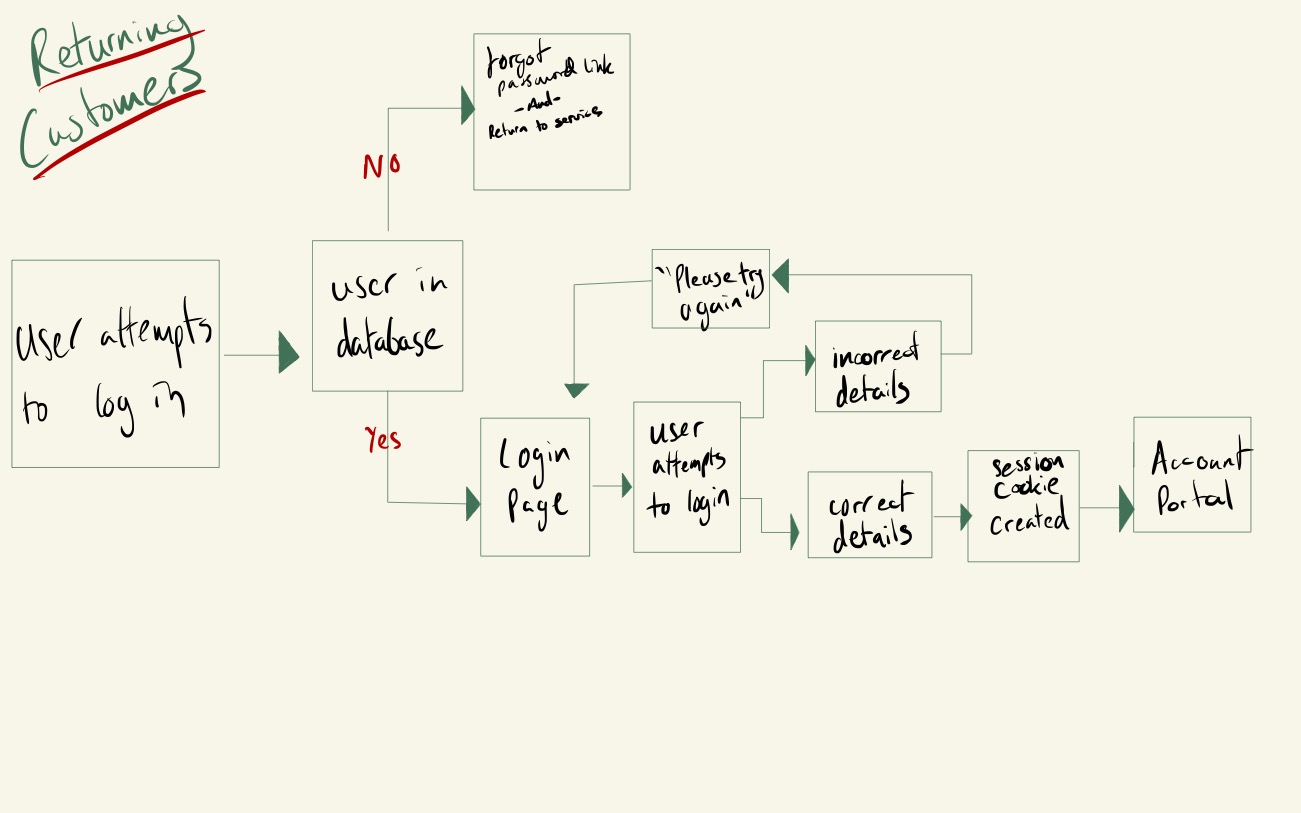 Returning
Customers
forgot
password link
-And-
Return to services
NO
User attempts
to log in
user in
database
Yes
"Please try
again"
incorrect
details
Login
Page
user
attempts
to login
correct
details
session
Cookie
Created
Account
Portal